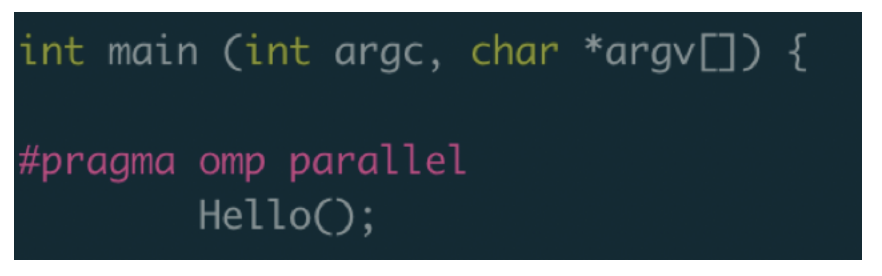 int main (int argc, char *argv[]) {
#pragma omp parallel
Hello();